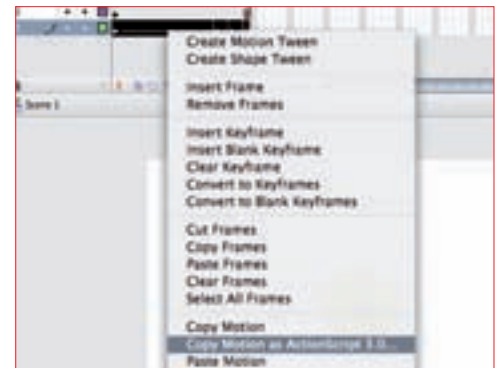 Scene 1
Create Motion Tween
Create Shape Tween
Insert Frame
Remove Frames
Insert Keyframe
Insert Blank Keyframe
Clear Keyframe
Convert to Keyframes
Convert to Blank Keyframes
Cut Frames
Copy Frames
Paste Frames
Clear Frames
Select All Frames
Copy Motion
Copy Motion as ActionScript 3.0...
Paste Motion